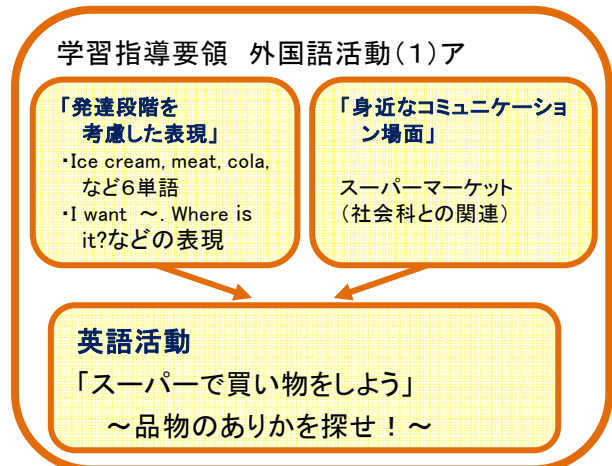 学習指導要領 外国語活動(1)ア
「発達段階を
考慮した表現」
・Ice cream, meat, cola,
など6単語
・I want ～. Where is
it?などの表現
「身近なコミュニケーショ
ン場面」
スーパーマーケット
(社会科との関連)
英語活動
「スーパーで買い物をしよう」
～品物のありかを探せ！～